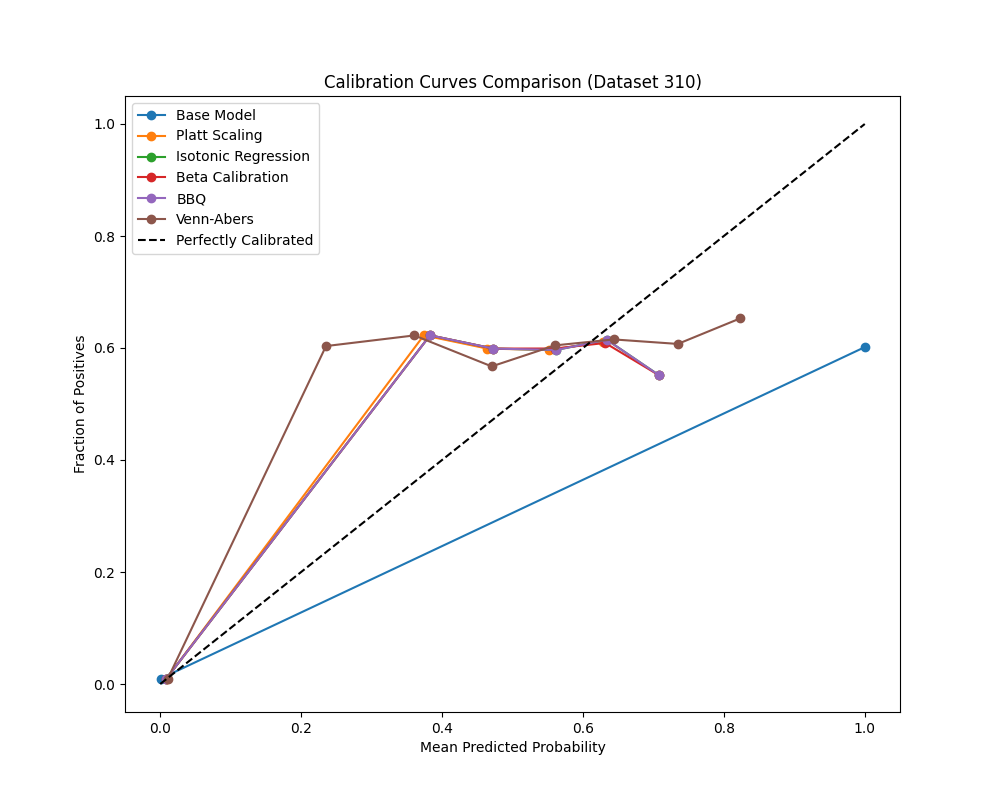 Calibration Curves Comparison (Dataset 310)
Base Model
Platt Scaling
Isotonic Regression
Beta Calibration
BBQ
Venn-Abers
Perfectly Calibrated
1.0
0.8
0.6
0.4
0.2
0.0
Fraction of Positives
0.0 0.2 0.4 0.6 0.8 1.0
Mean Predicted Probability